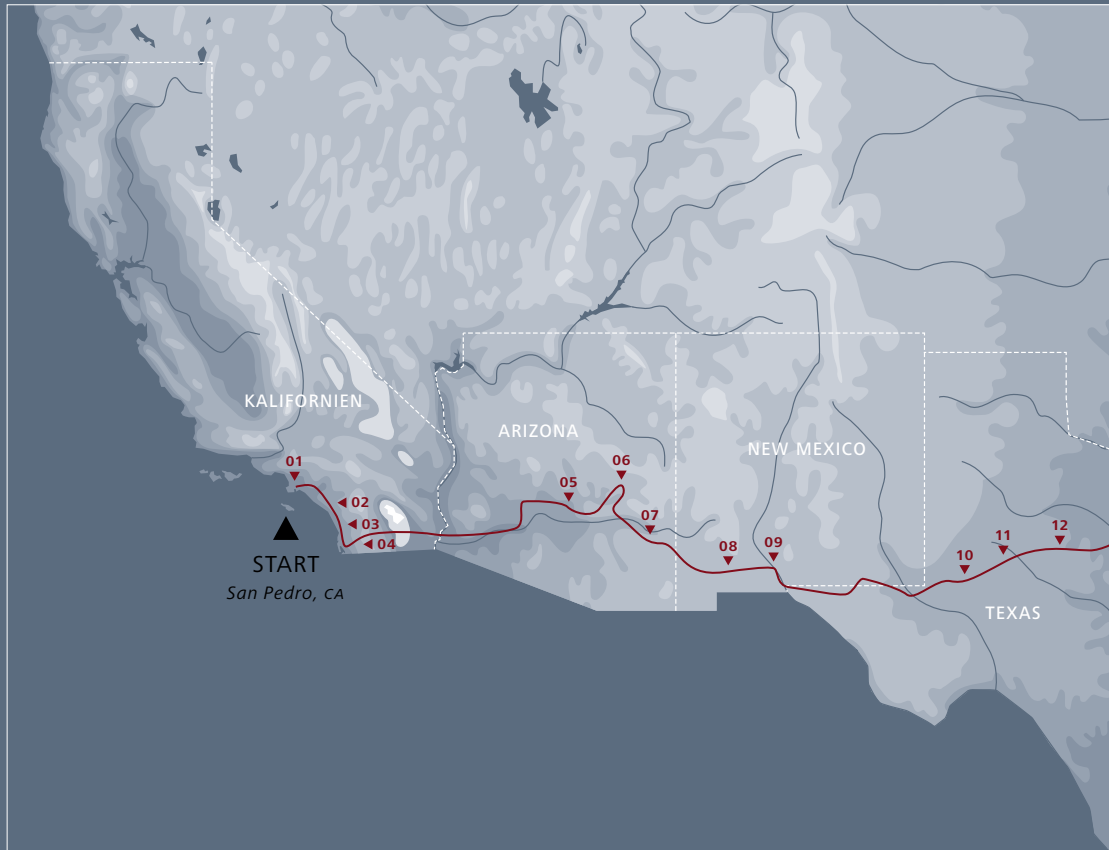 KALIFORNIEN
ARIZONA
NEW MEXICO
01
02
03
04
05
06
07
08
09
10
11
12
START
San Pedro, CA
TEXAS